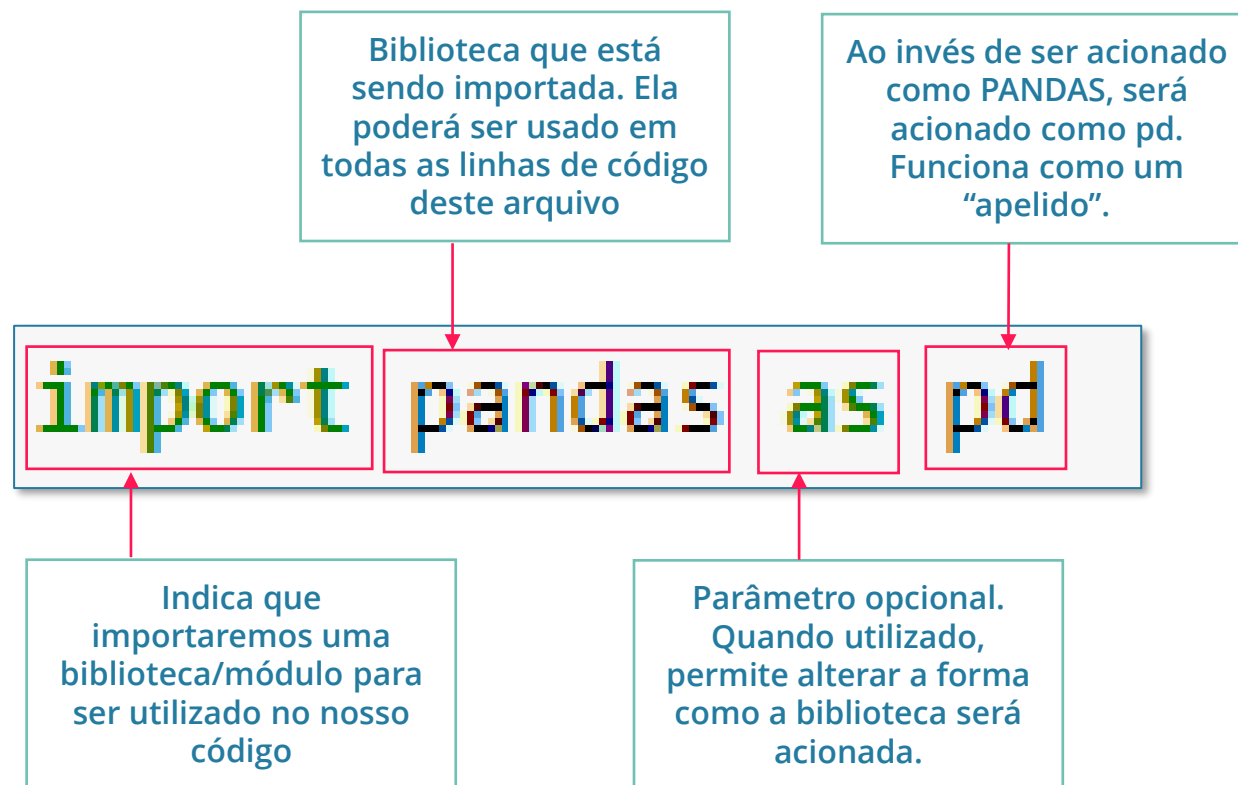 Biblioteca que está
sendo importada. Ela
poderá ser usado em
todas as linhas de código
deste arquivo
Ao invés de ser acionado
como PANDAS, será
acionado como pd.
Funciona como um
“apelido”.
import pandas as pd
Indica que
importaremos uma
biblioteca/módulo para
ser utilizado no nosso
código
Parâmetro opcional.
Quando utilizado,
permite alterar a forma
como a biblioteca será
acionada.